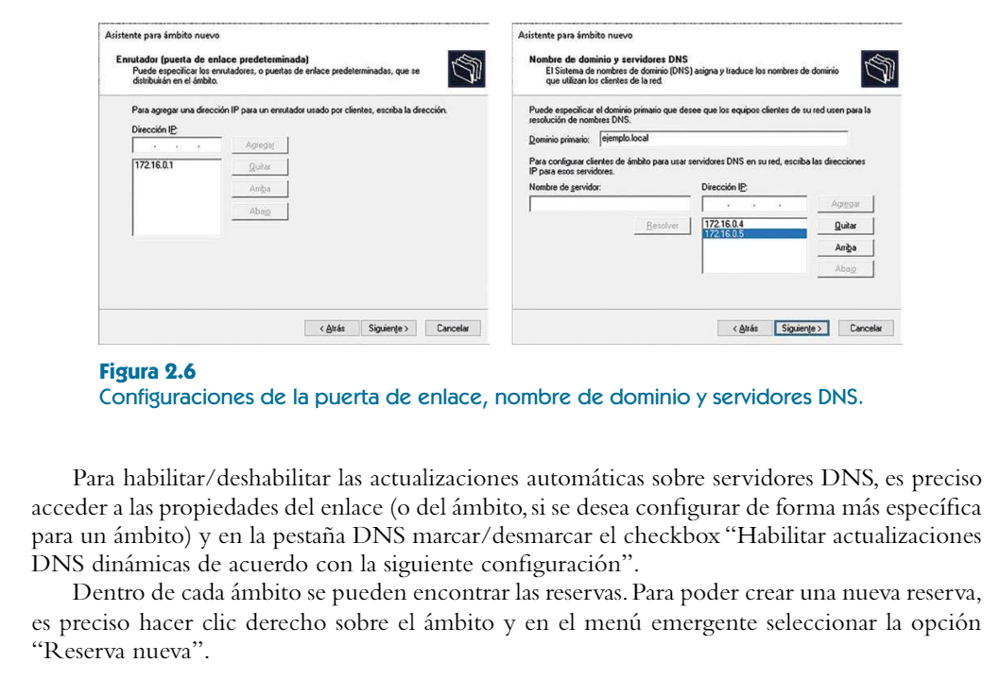 Asistente para ámbito nuevo
Enrutador (puerta de enlace predeterminada)
Puede especificar los enrutadores, o puertas de enlace predeterminadas, que se
distribuirán en el ámbito.
Para agregar una dirección IP para un enrutador usado por clientes, escriba la dirección.
Dirección IP:
. . .
Agregar
172.16.0.1
Quitar
Arriba
Abajo
< Atrás
Siguiente >
Cancelar
Asistente para ámbito nuevo
Nombre de dominio y servidores DNS
El Sistema de nombres de dominio (DNS) asigna y traduce los nombres de dominio
que utilizan los clientes de la red.
Puede especificar el dominio primario que desee que los equipos clientes de su red usen para la
resolución de nombres DNS.
Dominio primario: ejemplo.local
Para configurar clientes de ámbito para usar servidores DNS en su red, escriba las direcciones
IP para esos servidores.
Nombre de servidor:
Dirección IP:
. . .
Agregar
Resolver
172.16.0.4
Quitar
172.16.0.5
Arriba
Abajo
< Atrás
Siguiente >
Cancelar
Figura 2.6
Configuraciones de la puerta de enlace, nombre de dominio y servidores DNS.
Para habilitar/deshabilitar las actualizaciones automáticas sobre servidores DNS, es preciso
acceder a las propiedades del enlace (o del ámbito, si se desea configurar de forma más específica
para un ámbito) y en la pestaña DNS marcar/desmarcar el checkbox “Habilitar actualizaciones
DNS dinámicas de acuerdo con la siguiente configuración”.
Dentro de cada ámbito se pueden encontrar las reservas. Para poder crear una nueva reserva,
es preciso hacer clic derecho sobre el ámbito y en el menú emergente seleccionar la opción
“Reserva nueva”.